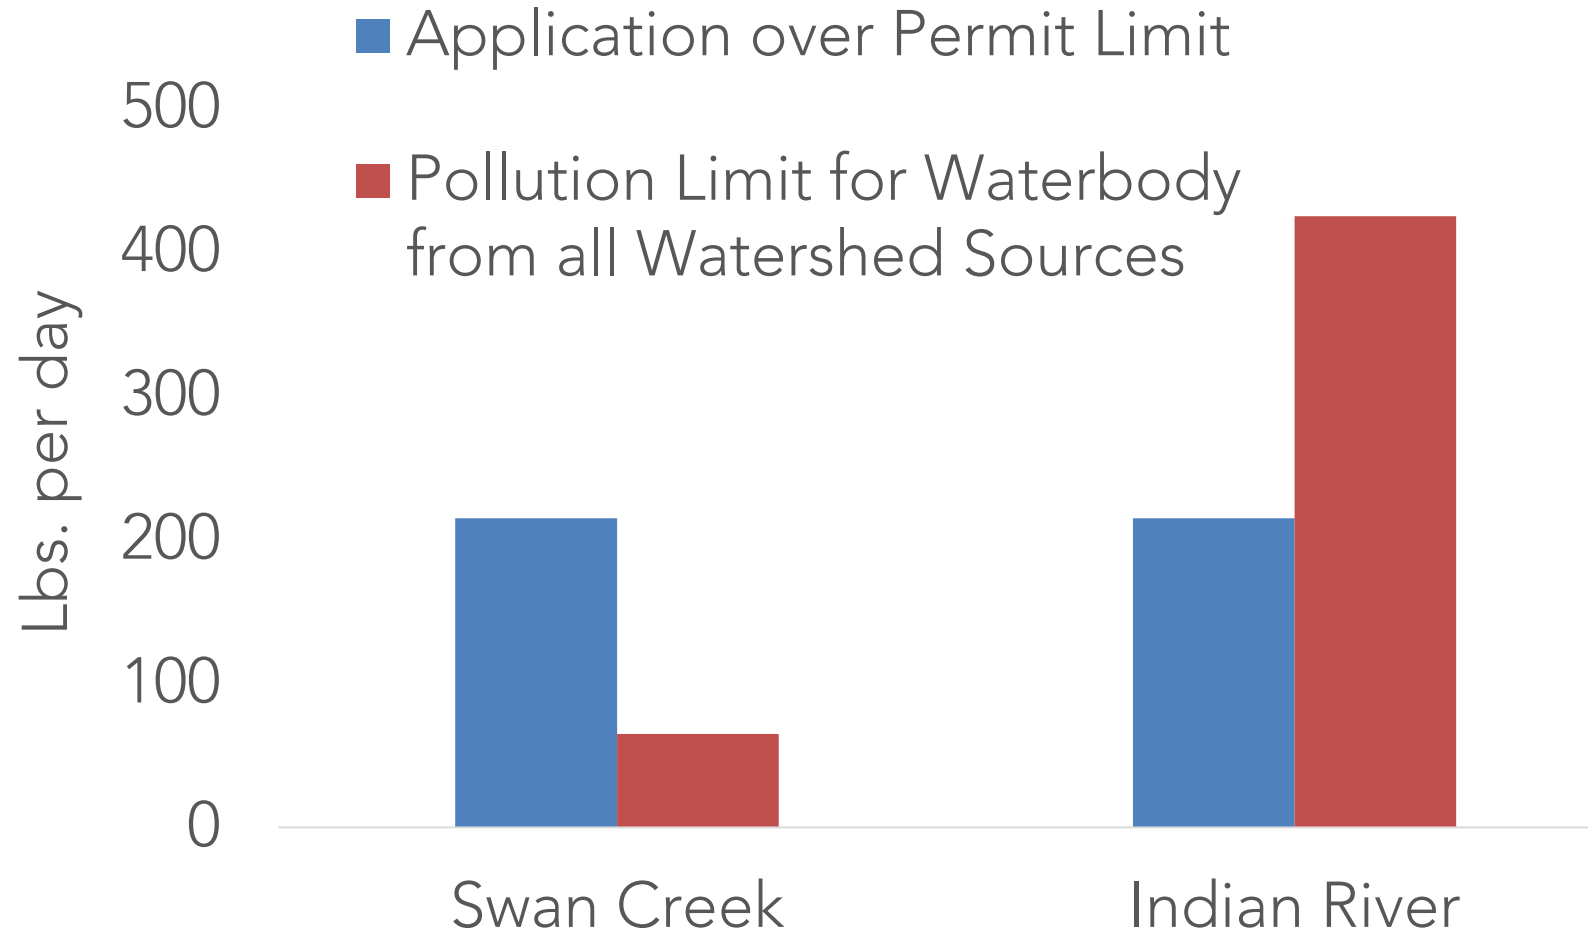 Application over Permit Limit
500
Pollution Limit for Waterbody
from all Watershed Sources
400
300
200
100
0
Lbs. per day
Swan Creek
Indian River